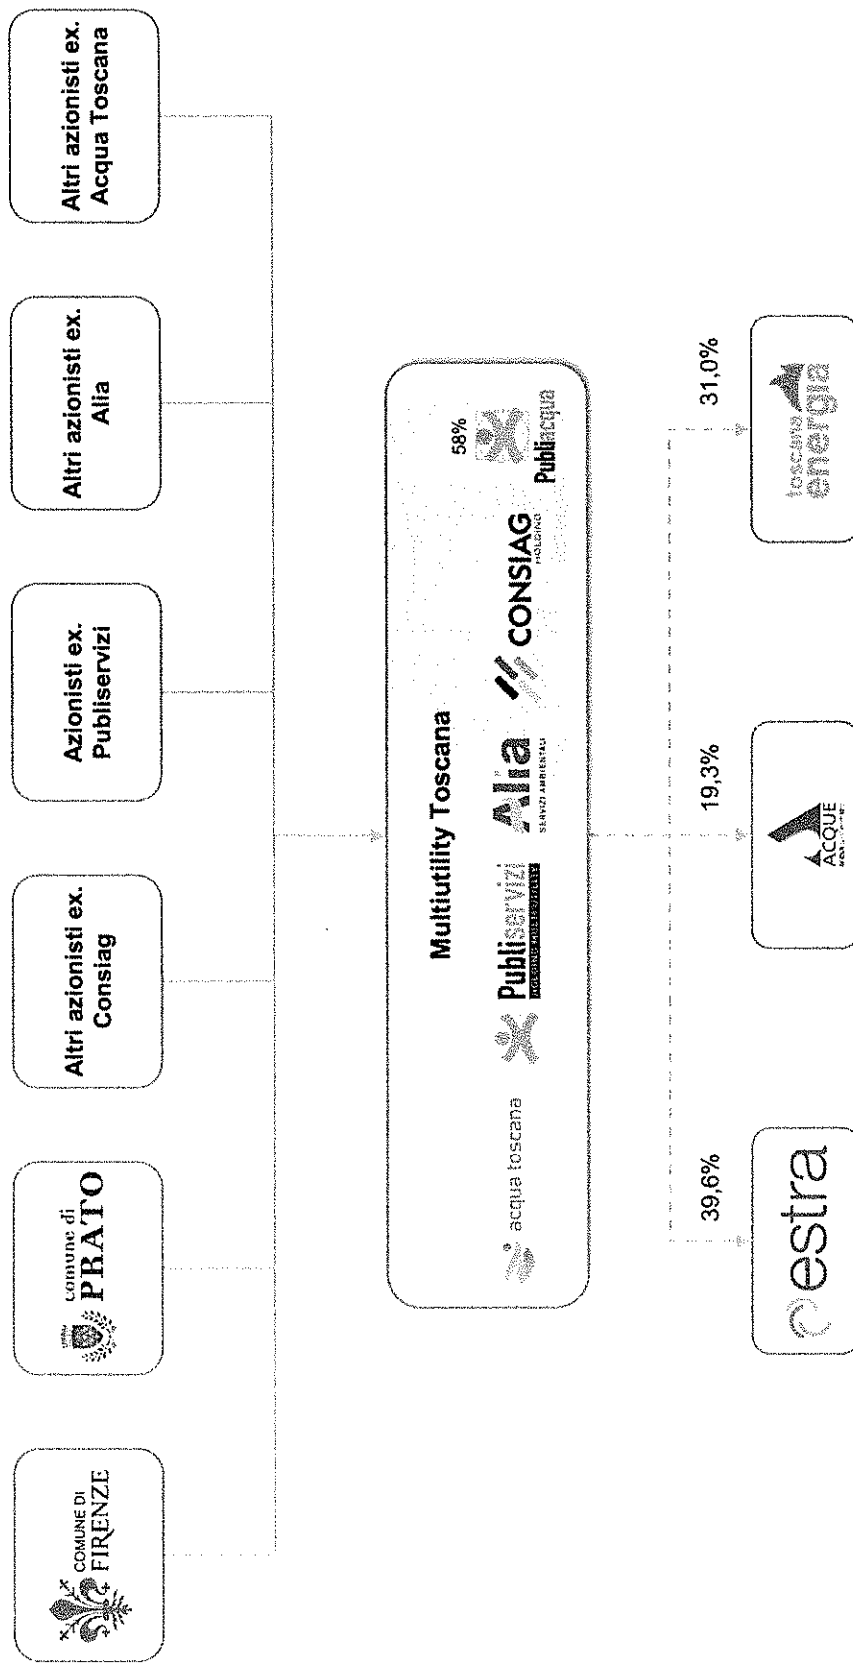 COMUNE DI
FIRENZE
comune di
PRATO
Altri azionisti ex.
Consiag
Azionisti ex.
Publiservizi
Altri azionisti ex.
Alia
Altri azionisti ex.
Acqua Toscana
Multiutility Toscana
acqua toscana
Publiservizi
Alia
SERVIZI AMBIENTALI
CONSIAG
HOLDING
58%
Publiacqua
39,6%
19,3%
31,0%
estra
ACQUE
toscana
energia